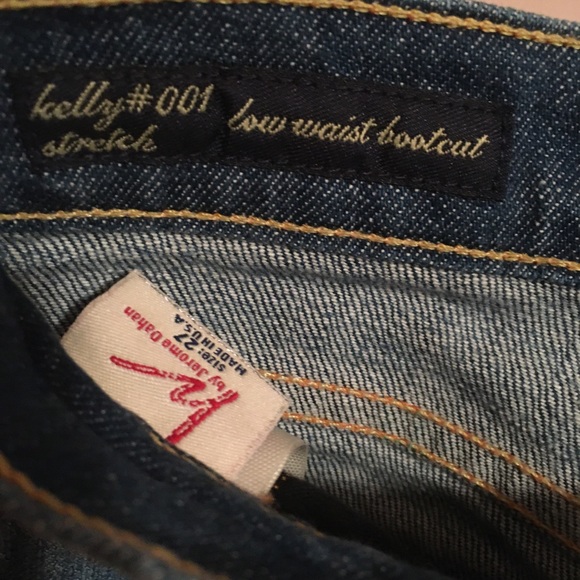 kelly#001
stretch
low waist bootcut
by Jerome Dahan
SIZE: 27
MADE IN U.S.A